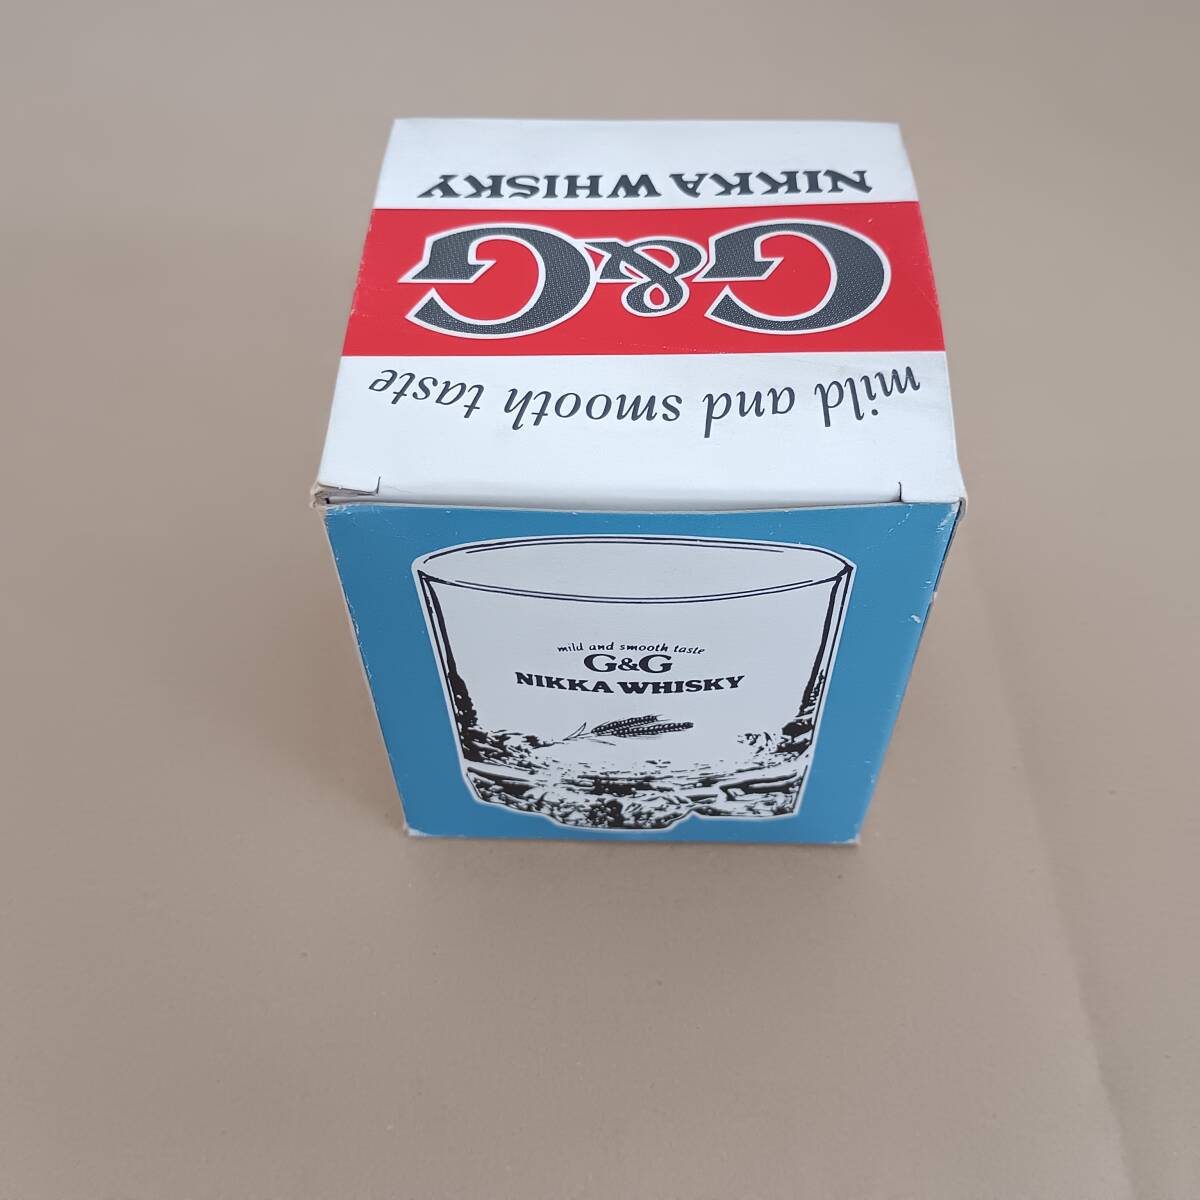 mild and smooth taste
G&G
NIKKA WHISKY
mild and smooth taste
G&G
NIKKA WHISKY